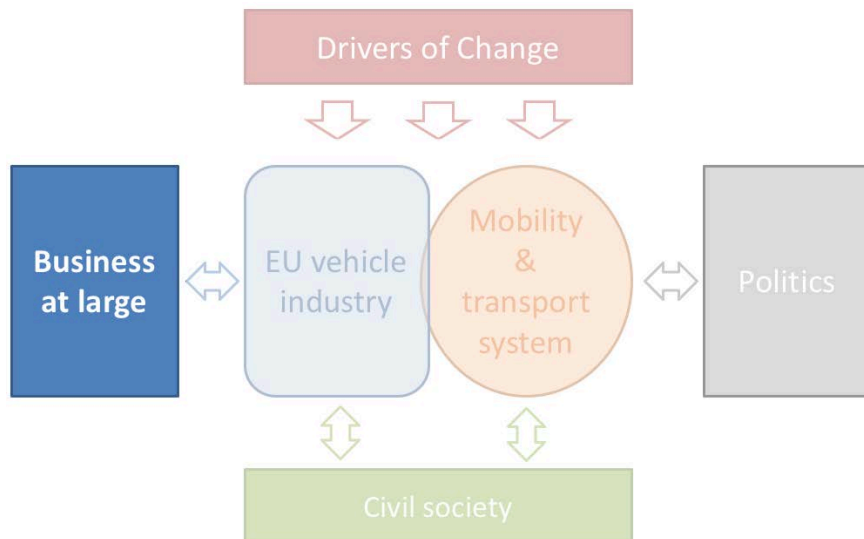 Drivers of Change
Business
at large
EU vehicle
industry
Mobility
&
transport
system
Politics
Civil society